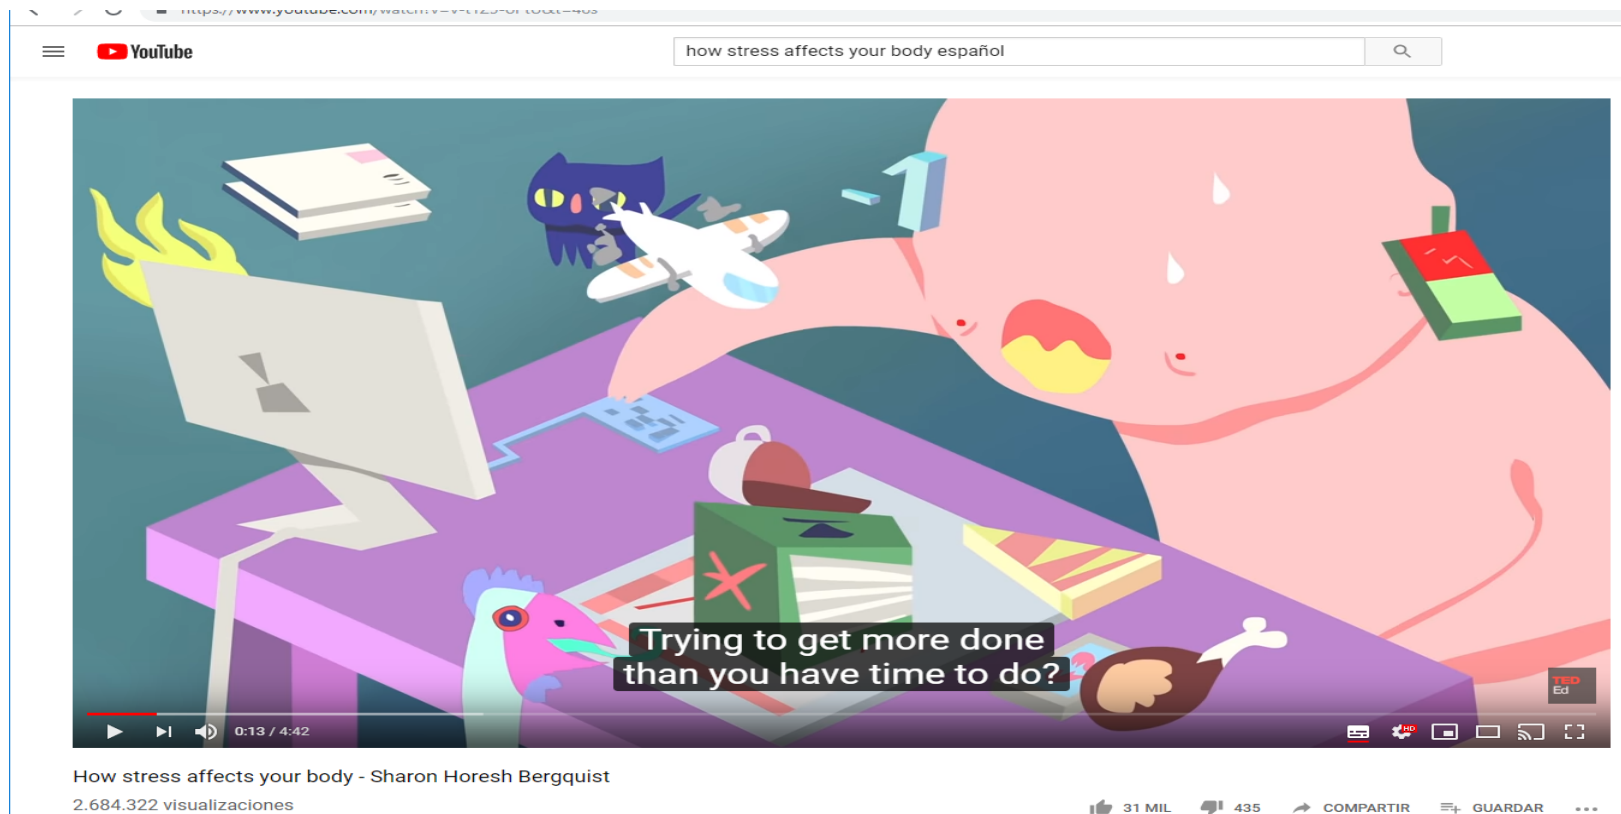 YouTube
how stress affects your body español
-1
Trying to get more done
than you have time to do?
TED
Ed
0:13 / 4:42
HD
How stress affects your body - Sharon Horesh Bergquist
2.684.322 visualizaciones
31 MIL 435 COMPARTIR GUARDAR